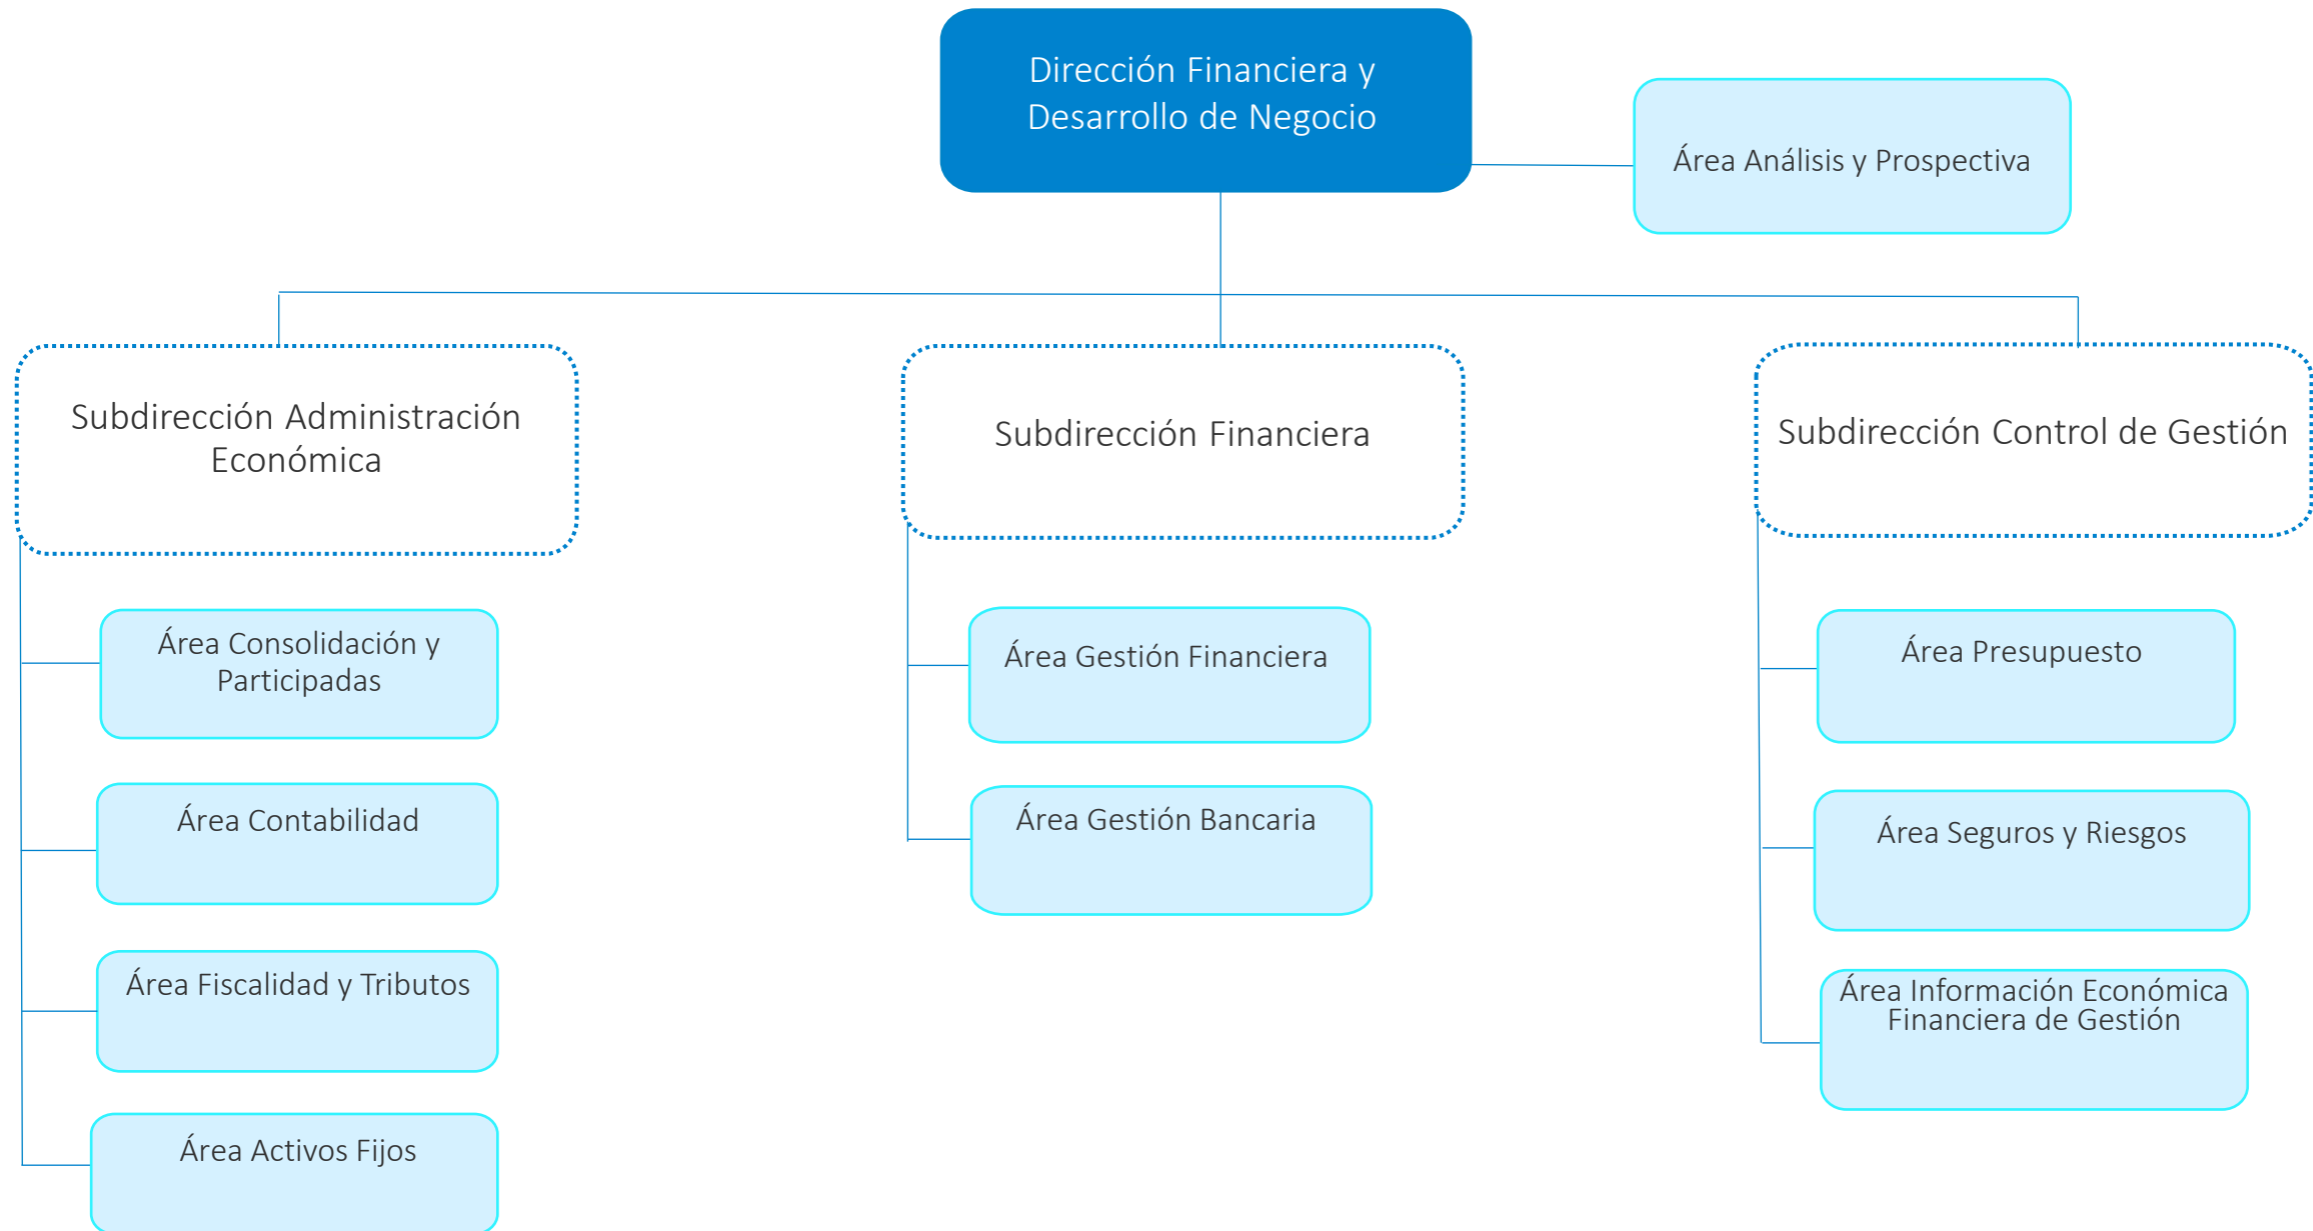 Dirección Financiera y
Desarrollo de Negocio
Área Análisis y Prospectiva
Subdirección Administración
Económica
Subdirección Financiera
Subdirección Control de Gestión
Área Consolidación y
Participadas
Área Contabilidad
Área Fiscalidad y Tributos
Área Activos Fijos
Área Gestión Financiera
Área Gestión Bancaria
Área Presupuesto
Área Seguros y Riesgos
Área Información Económica
Financiera de Gestión